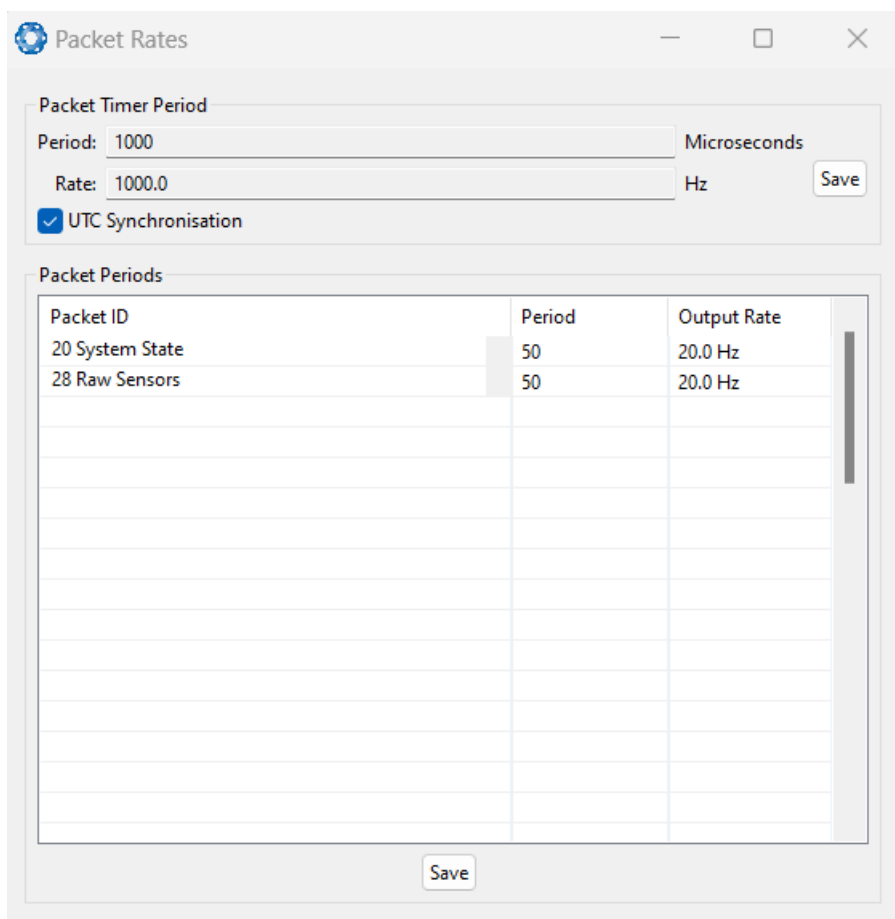 Packet Rates
Packet Timer Period
Period: 1000 Microseconds
Rate: 1000.0 Hz Save
UTC Synchronisation
Packet Periods
Packet ID Period Output Rate
20 System State 50 20.0 Hz
28 Raw Sensors 50 20.0 Hz
Save